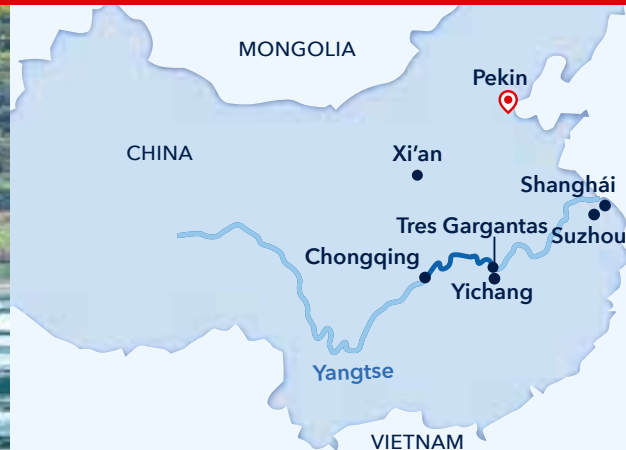 MONGOLIA
Pekin
CHINA
Xi'an
Shanghái
Tres Gargantas
Suzhou
Chongqing
Yichang
Yangtse
VIETNAM